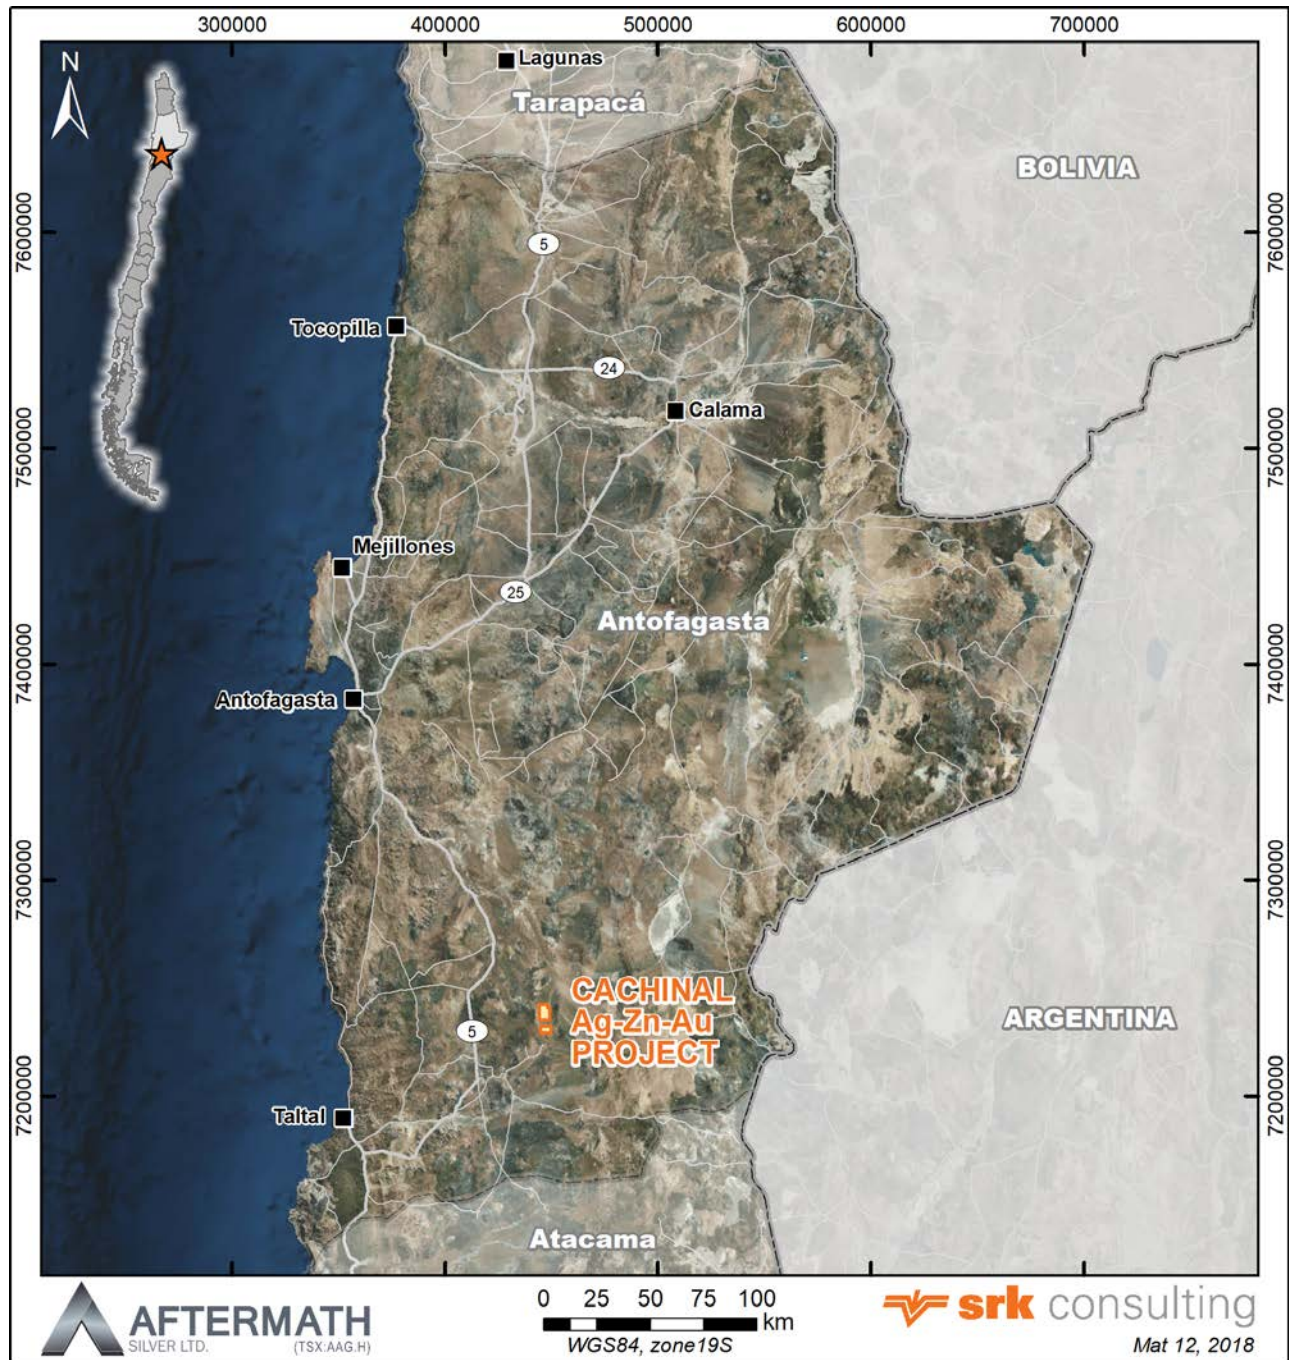 300000 400000 500000 600000 700000
N
Lagunas
Tarapacá
BOLIVIA
7600000 7600000
5
Tocopilla
24
Calama
7500000 7500000
Mejillones
25
Antofagasta
7400000 7400000
Antofagasta
7300000 7300000
CACHINAL
Ag-Zn-Au
PROJECT
ARGENTINA
5
7200000 7200000
Taltal
Atacama
AFTERMATH
SILVER LTD. (TSX:AAG.H)
0 25 50 75 100
km
WGS84, zone19S
srk consulting
Mat 12, 2018